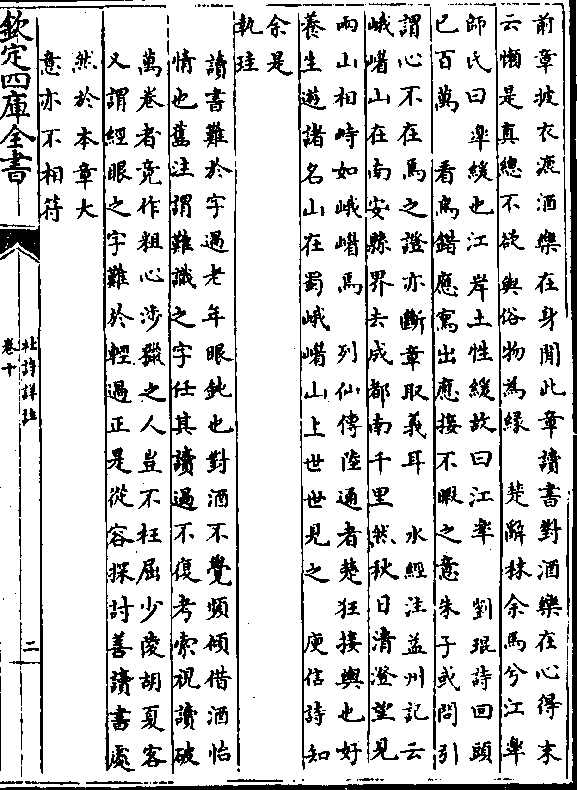 前章披衣漉酒樂在身閒此章讀書對酒樂在心得末
云懶是真總不欲與俗物為緣　楚辭秣余馬兮江臯
師氏曰臯緩也江岸土性緩故曰江臯　劉琨詩回頭
已百萬　看鳥錯應寫出應接不暇之意朱子或問引
謂心不在焉之證亦斷章取義耳　水經注益州記云
峨嵋山在南安縣界去成都南千里然秋日清澄望見
兩山相峙如峨嵋焉　列仙傳陸通者楚狂接輿也好
養生遊諸名山在蜀峨嵋山上世世見之　庾信詩知
余是
執珪
讀書難於字過老年眼鈍也對酒不覺頻傾借酒怡
情也舊注謂難識之字任其讀過不復考索視讀破
萬卷者竟作粗心涉獵之人豈不枉屈少陵胡夏客
又謂經眼之字難於輕過正是從容探討善讀書處
然於本章大
意亦不相符
欽定四庫全書
杜詩詳註
卷十
二